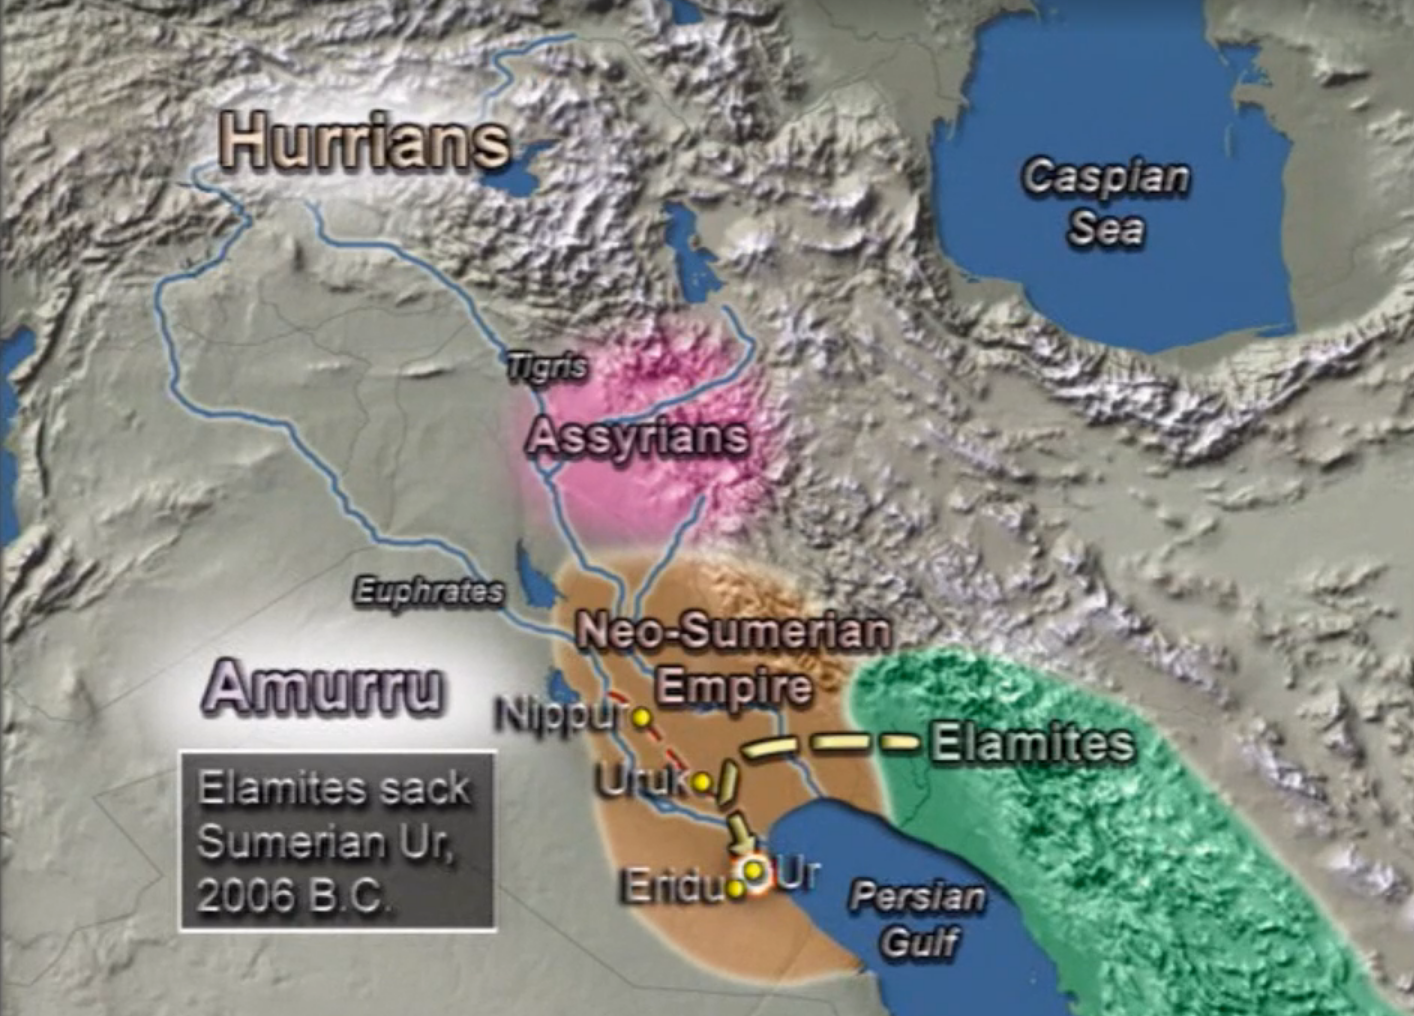 Hurrians
Caspian
Sea
Tigris
Assyrians
Euphrates
Neo-Sumerian
Empire
Amurru
Nippur
Elamites
Uruk
Elamites sack
Sumerian Ur,
2006 B.C.
Eridu
Ur
Persian
Gulf